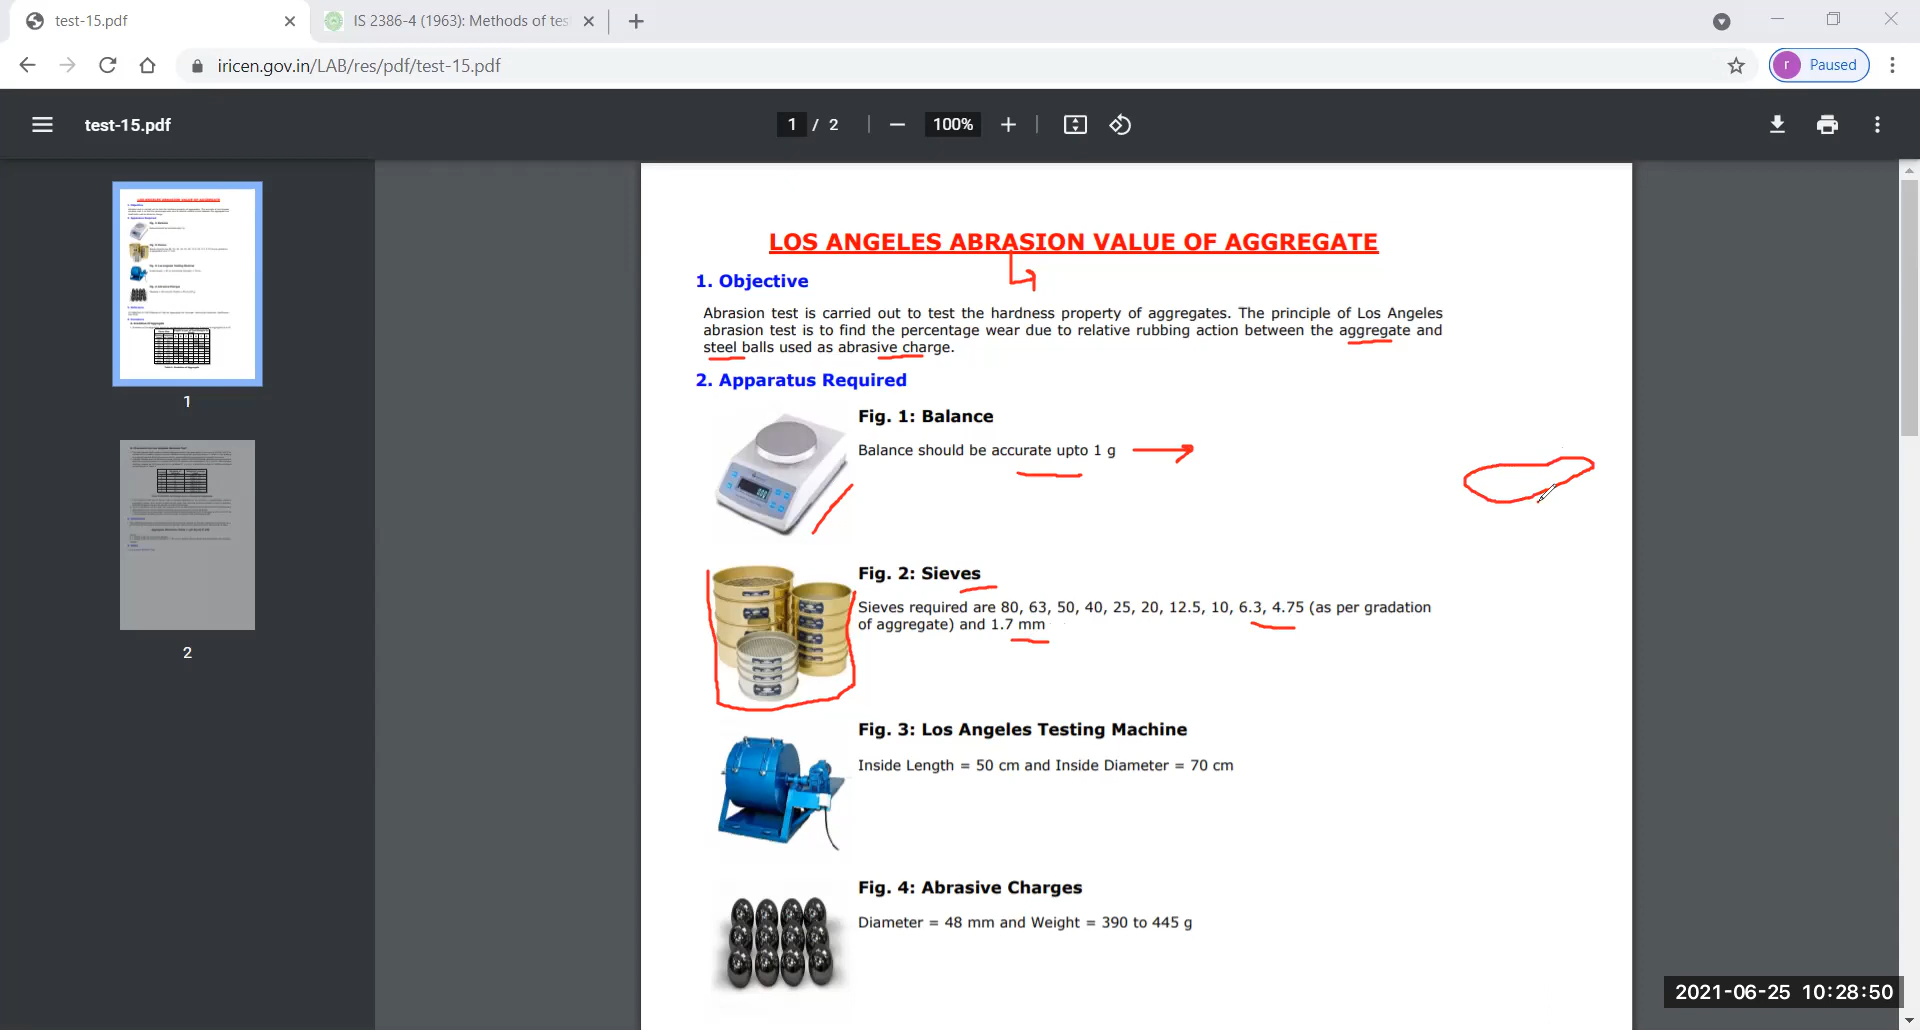 test-15.pdf
IS 2386-4 (1963): Methods of tes
iricen.gov.in/LAB/res/pdf/test-15.pdf
r
Paused
test-15.pdf
1 / 2
100%
LOS ANGELES ABRASION VALUE OF AGGREGATE
1. Objective
Abrasion test is carried out to test the hardness property of aggregates. The principle of Los Angeles
abrasion test is to find the percentage wear due to relative rubbing action between the aggregate and
steel balls used as abrasive charge.
2. Apparatus Required
Fig. 1: Balance
Balance should be accurate upto 1 g
Fig. 2: Sieves
Sieves required are 80, 63, 50, 40, 25, 20, 12.5, 10, 6.3, 4.75 (as per gradation
of aggregate) and 1.7 mm
Fig. 3: Los Angeles Testing Machine
Inside Length = 50 cm and Inside Diameter = 70 cm
Fig. 4: Abrasive Charges
Diameter = 48 mm and Weight = 390 to 445 g
1
2
2021-06-25 10:28:50